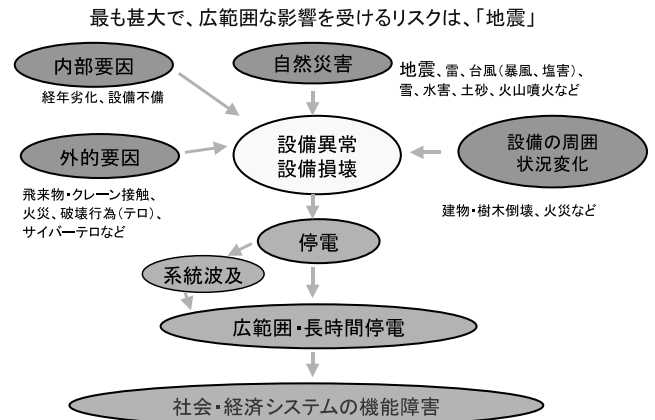 最も甚大で、広範囲な影響を受けるリスクは、「地震」
内部要因
経年劣化、設備不備
自然災害
地震、雷、台風（暴風、塩害）、
雪、水害、土砂、火山噴火など
外的要因
飛来物・クレーン接触、
火災、破壊行為（テロ）、
サイバーテロなど
設備異常
設備損壊
設備の周囲
状況変化
建物・樹木倒壊、火災など
停電
系統波及
広範囲・長時間停電
社会・経済システムの機能障害